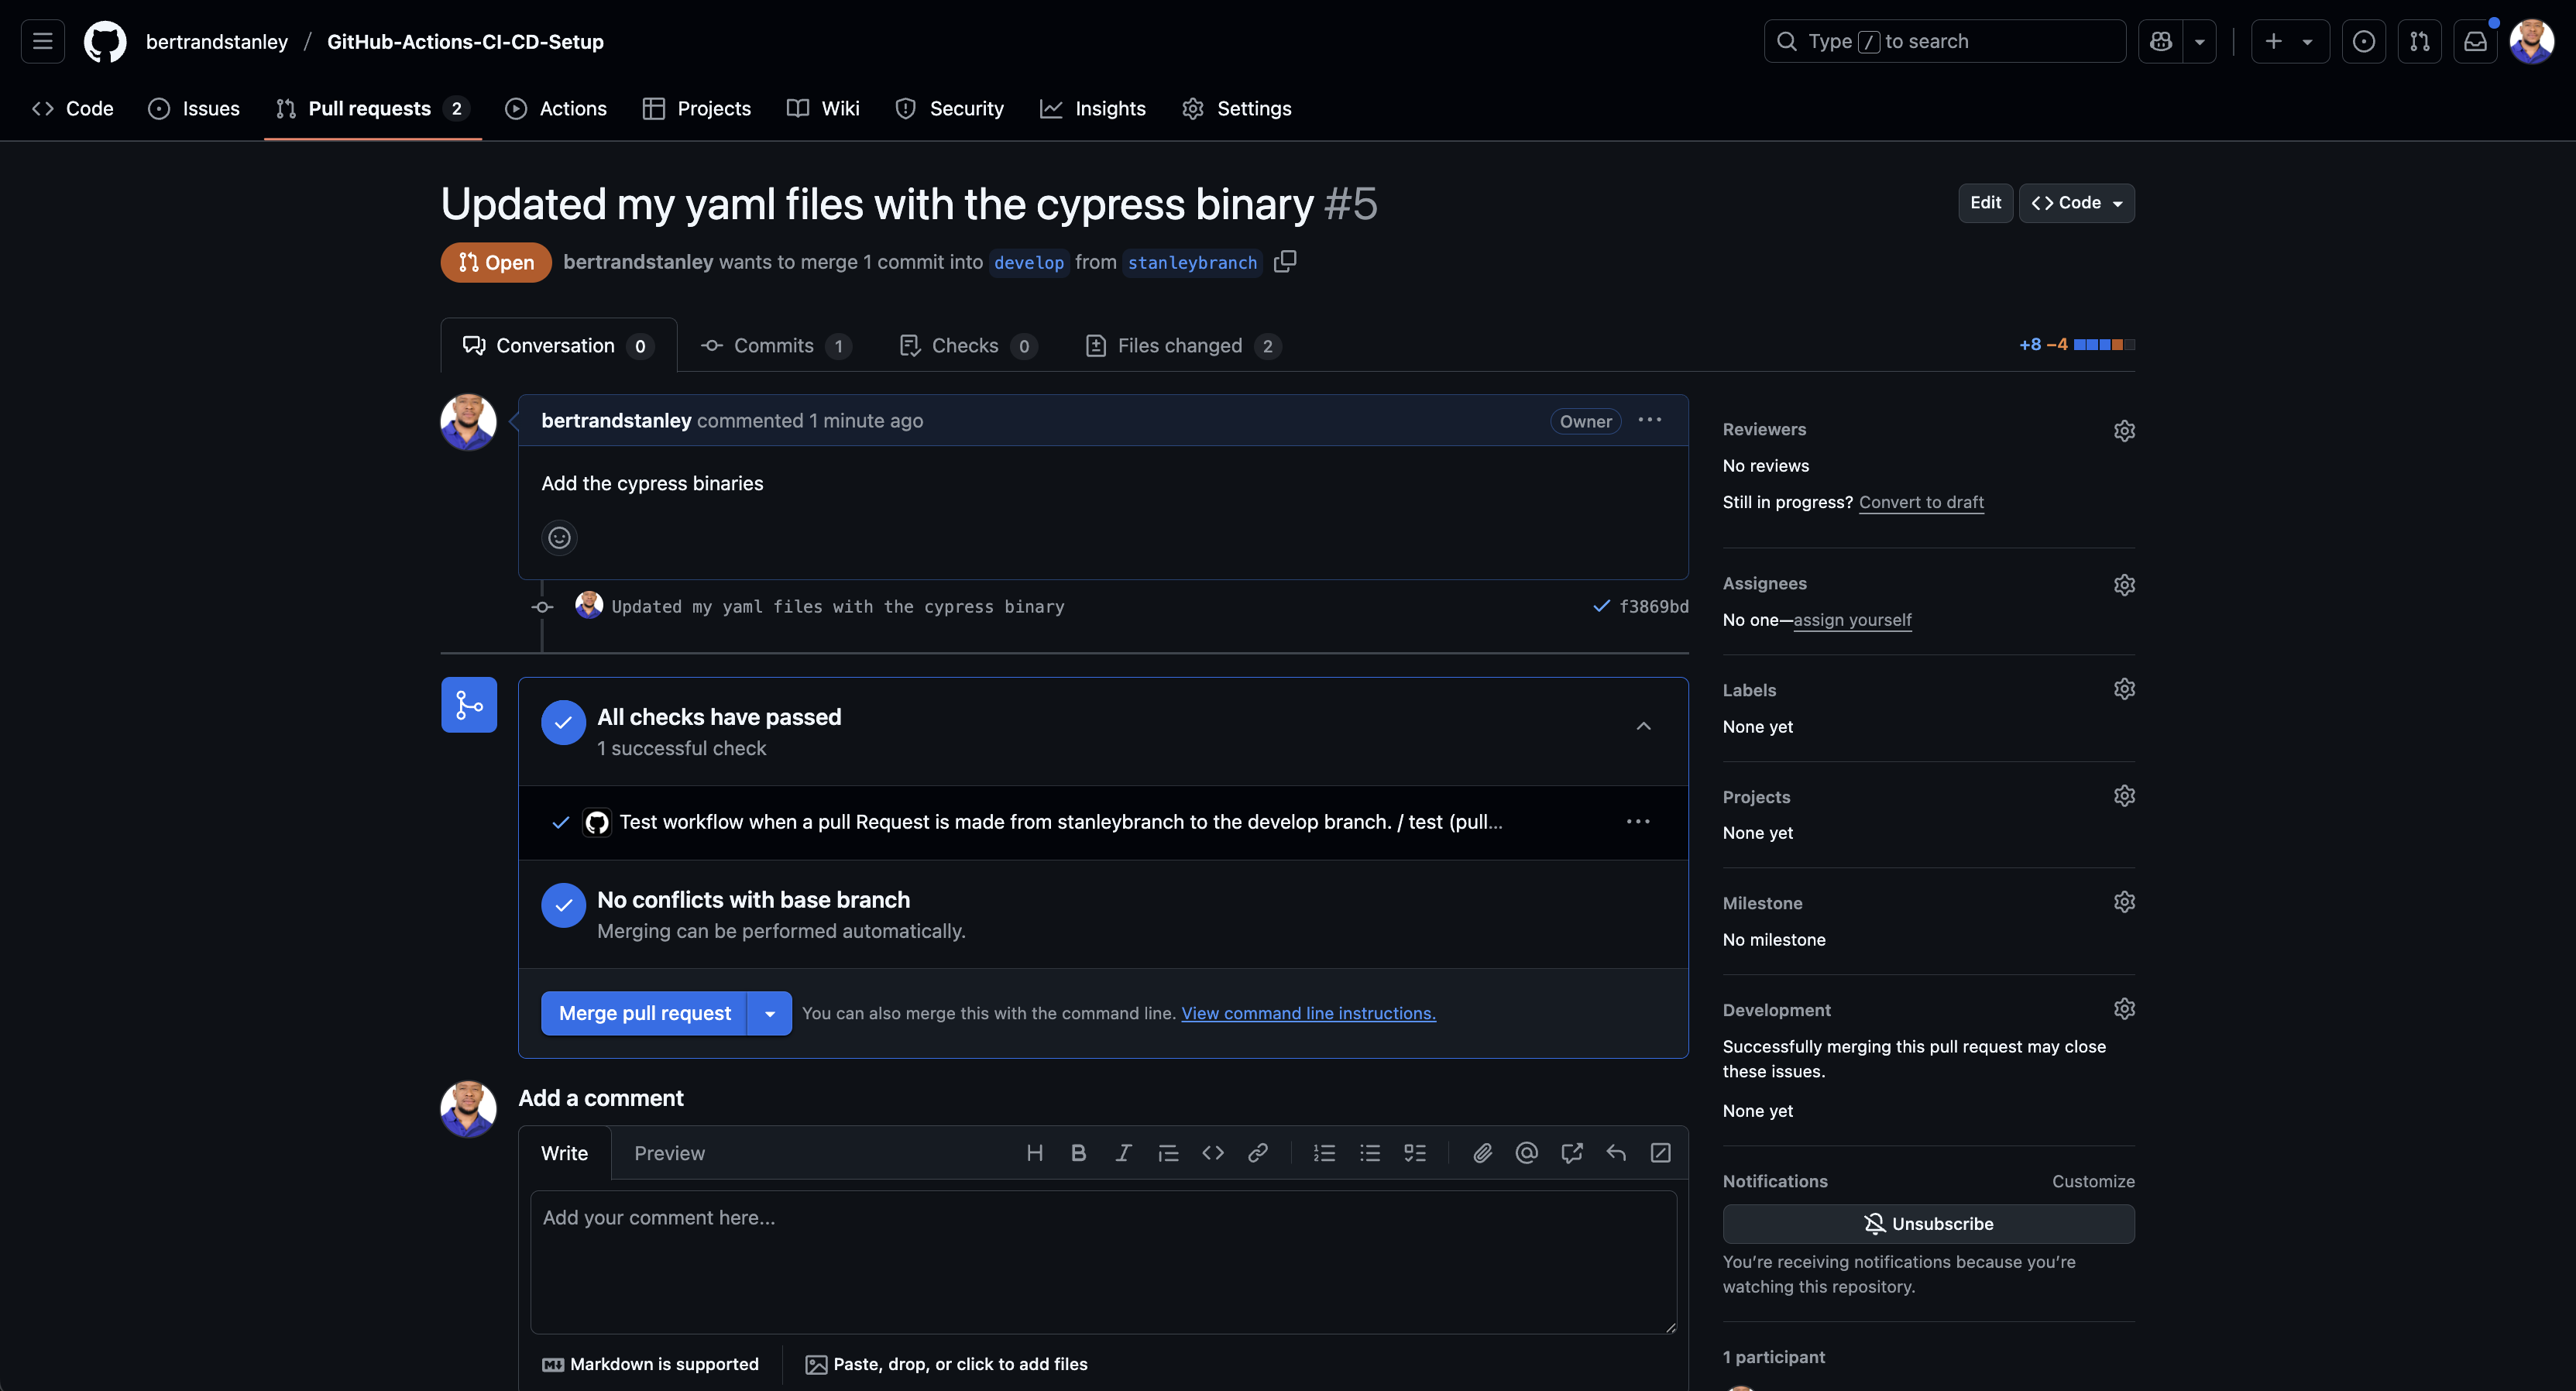 bertrandstanley / GitHub-Actions-CI-CD-Setup
Type / to search
Code
Issues
Pull requests 2
Actions
Projects
Wiki
Security
Insights
Settings
Updated my yaml files with the cypress binary #5
Edit
Code
Open
bertrandstanley wants to merge 1 commit into develop from stanleybranch
Conversation 0
Commits 1
Checks 0
Files changed 2
+8 −4
bertrandstanley commented 1 minute ago
Owner
Add the cypress binaries
Updated my yaml files with the cypress binary
f3869bd
All checks have passed
1 successful check
Test workflow when a pull Request is made from stanleybranch to the develop branch. / test (pull...
No conflicts with base branch
Merging can be performed automatically.
Merge pull request
You can also merge this with the command line. View command line instructions.
Add a comment
Write
Preview
Add your comment here...
Markdown is supported
Paste, drop, or click to add files
Reviewers
No reviews
Still in progress? Convert to draft
Assignees
No one—assign yourself
Labels
None yet
Projects
None yet
Milestone
No milestone
Development
Successfully merging this pull request may close
these issues.
None yet
Notifications
Customize
Unsubscribe
You’re receiving notifications because you’re
watching this repository.
1 participant